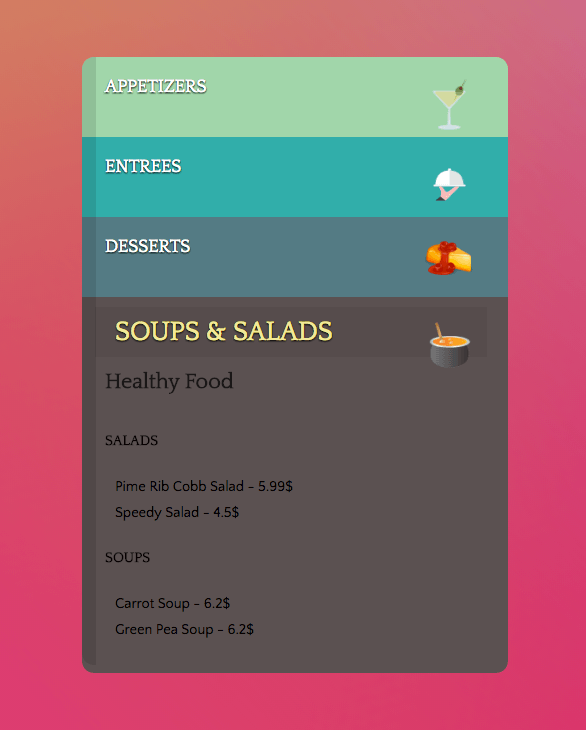 APPETIZERS
ENTREES
DESSERTS
SOUPS & SALADS
Healthy Food
SALADS
Pime Rib Cobb Salad - 5.99$
Speedy Salad - 4.5$
SOUPS
Carrot Soup - 6.2$
Green Pea Soup - 6.2$